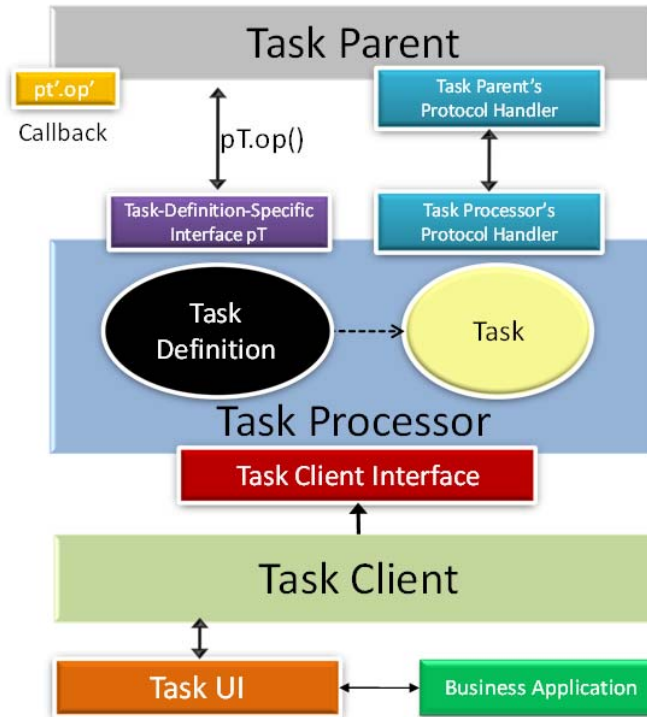 Task Parent
pt’.op’
Callback
pT.op()
Task Parent’s
Protocol Handler
Task-Definition-Specific
Interface pT
Task Processor’s
Protocol Handler
Task
Definition
Task
Task Processor
Task Client Interface
Task Client
Task UI
Business Application